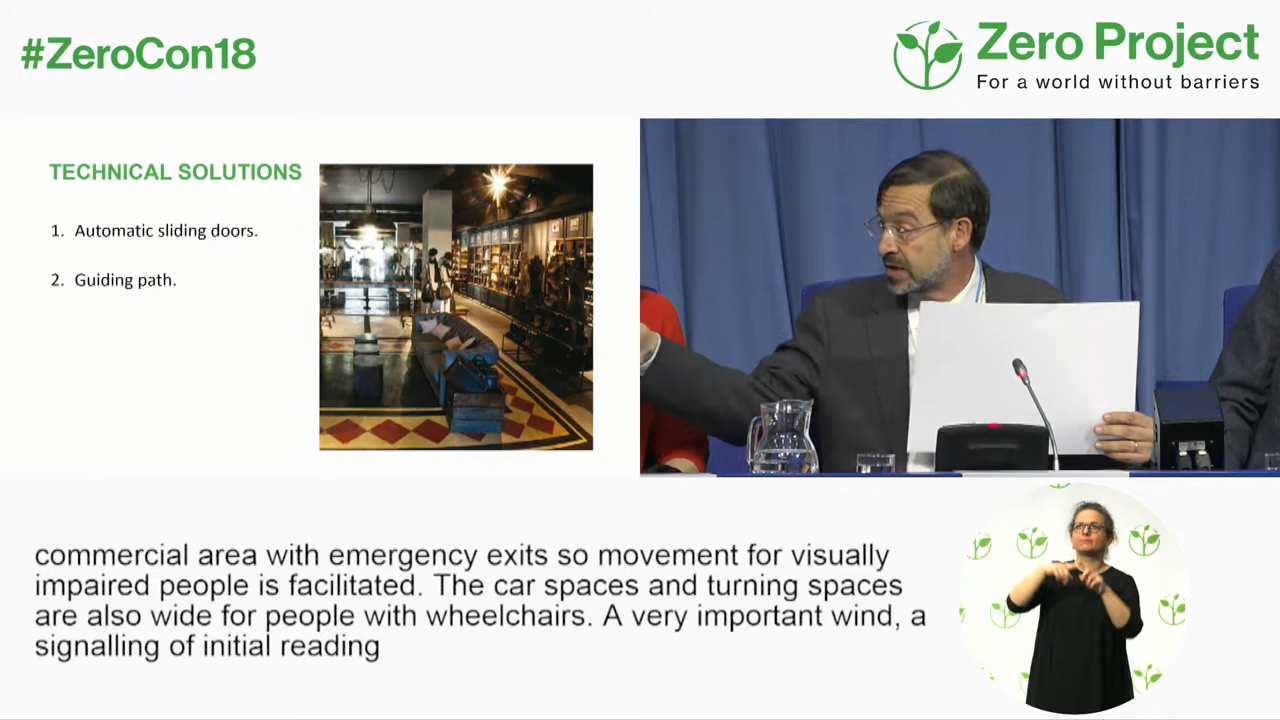 #ZeroCon18
Zero Project
For a world without barriers
TECHNICAL SOLUTIONS
1. Automatic sliding doors.
2. Guiding path.
commercial area with emergency exits so movement for visually
impaired people is facilitated. The car spaces and turning spaces
are also wide for people with wheelchairs. A very important wind, a
signalling of initial reading